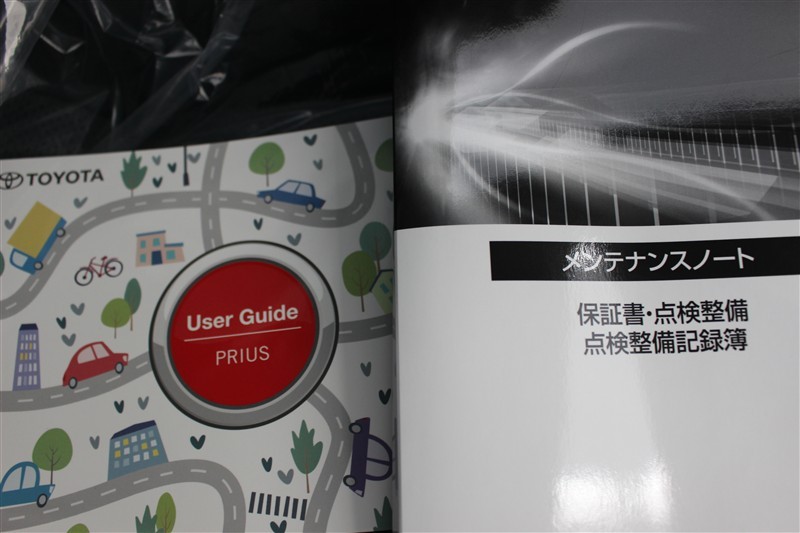 TOYOTA
User Guide
PRIUS
メンテナンスノート
保証書・点検整備
点検整備記録簿